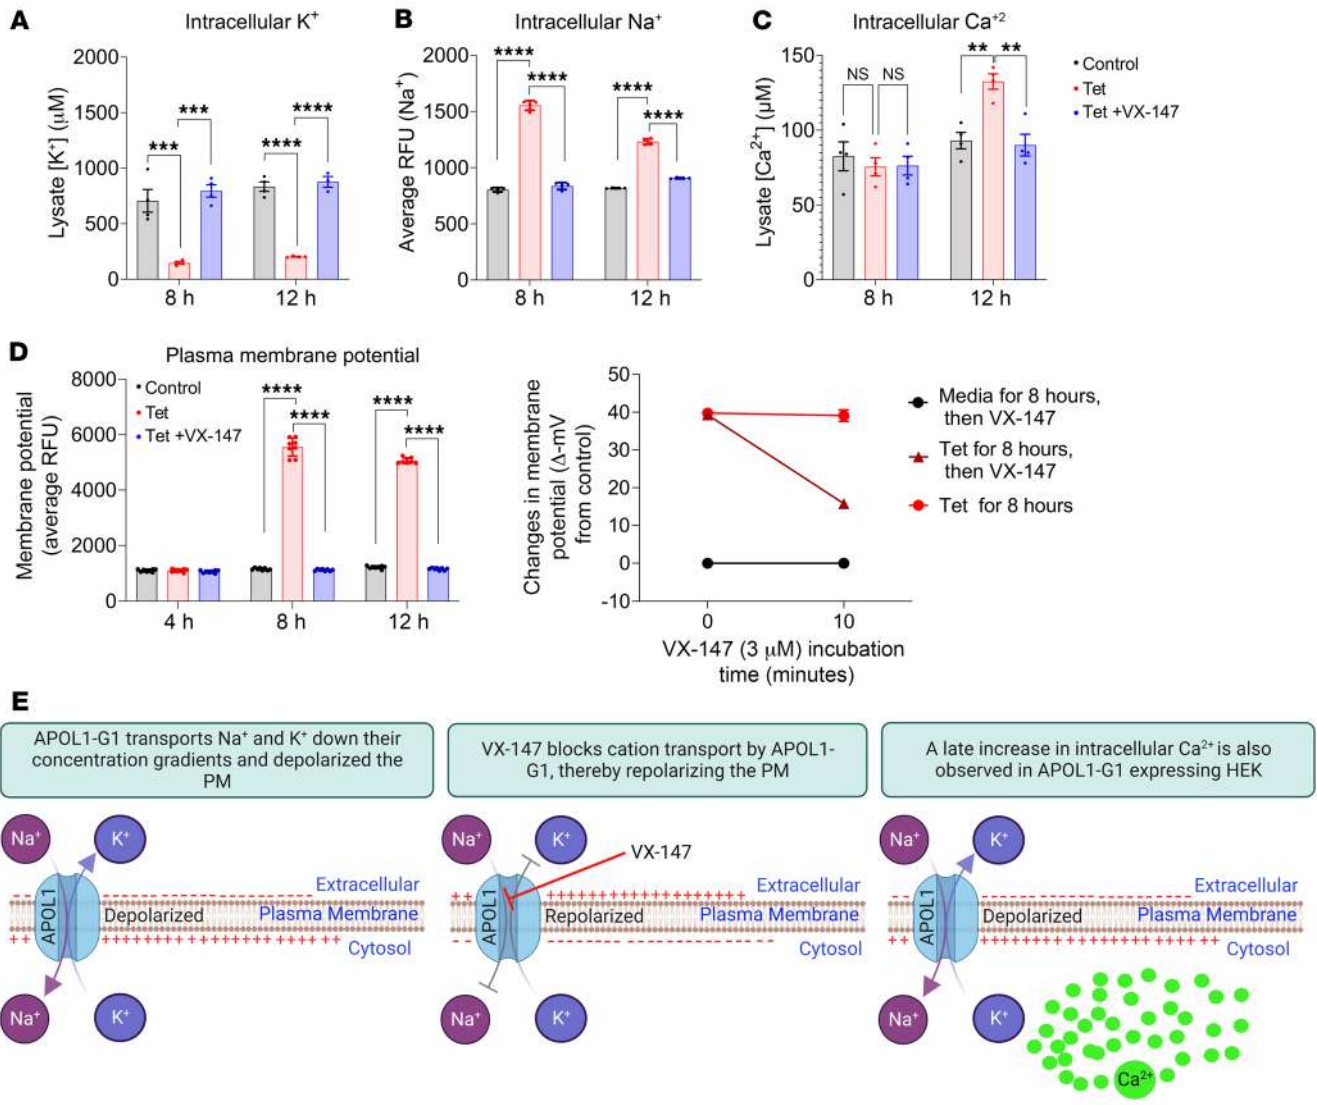 A
Intracellular K+
Lysate [K+] (μM)
2000
1500
1000
500
0
***
***
****
****
8 h
12 h
B
Intracellular Na+
Average RFU (Na+)
2000
1500
1000
500
0
****
****
****
****
8 h
12 h
C
Intracellular Ca+2
Lysate [Ca2+] (μM)
150
100
50
0
NS
NS
**
**
8 h
12 h
Control
Tet
Tet +VX-147
D
Plasma membrane potential
Membrane potential
(average RFU)
8000
6000
4000
2000
0
Control
Tet
Tet +VX-147
****
****
****
****
4 h
8 h
12 h
Changes in membrane
potential (Δ-mV
from control)
50
40
30
20
10
0
-10
0
10
VX-147 (3 μM) incubation
time (minutes)
Media for 8 hours,
then VX-147
Tet for 8 hours,
then VX-147
Tet for 8 hours
E
APOL1-G1 transports Na+ and K+ down their
concentration gradients and depolarized the
PM
VX-147 blocks cation transport by APOL1-
G1, thereby repolarizing the PM
A late increase in intracellular Ca2+ is also
observed in APOL1-G1 expressing HEK
Na+
K+
APOL1
Extracellular
Depolarized
Plasma Membrane
Cytosol
Na+
K+
Na+
K+
VX-147
APOL1
Extracellular
Repolarized
Plasma Membrane
Cytosol
Na+
K+
Na+
K+
APOL1
Extracellular
Depolarized
Plasma Membrane
Cytosol
Na+
K+
Ca2+